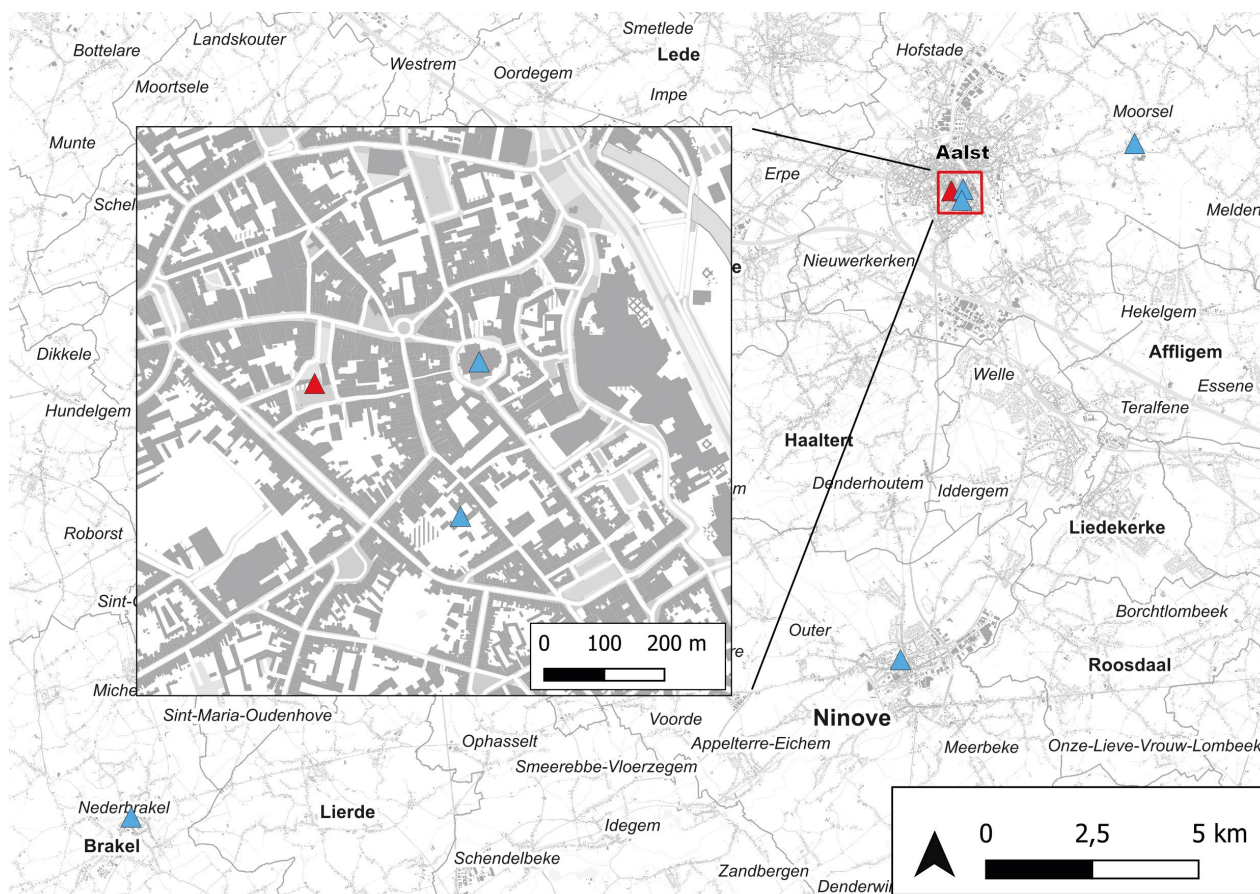 Bottelare
Landskouter
Smetlede
Lede
Hofstade
Westrem
Oordegem
Moortsele
Impe
Moorsel
Munte
Aalst
Erpe
Schel
Melden
Nieuwerkerken
e
Hekelgem
Dikkele
Affligem
Welle
Essene
Hundelgem
Teralfene
Haaltert
Denderhoutem
Iddergem
m
Liedekerke
Roborst
Sint-
Borchtlombeek
Outer
0 100 200 m
re
Roosdaal
Miche
Sint-Maria-Oudenhove
Voorde
Ninove
Ophasselt
Appelterre-Eichem
Meerbeke
Onze-Lieve-Vrouw-Lombeek
Smeerebbe-Vloerzegem
Nederbrakel
Lierde
Idegem
0 2,5 5 km
Brakel
Schendelbeke
Zandbergen
Denderwi